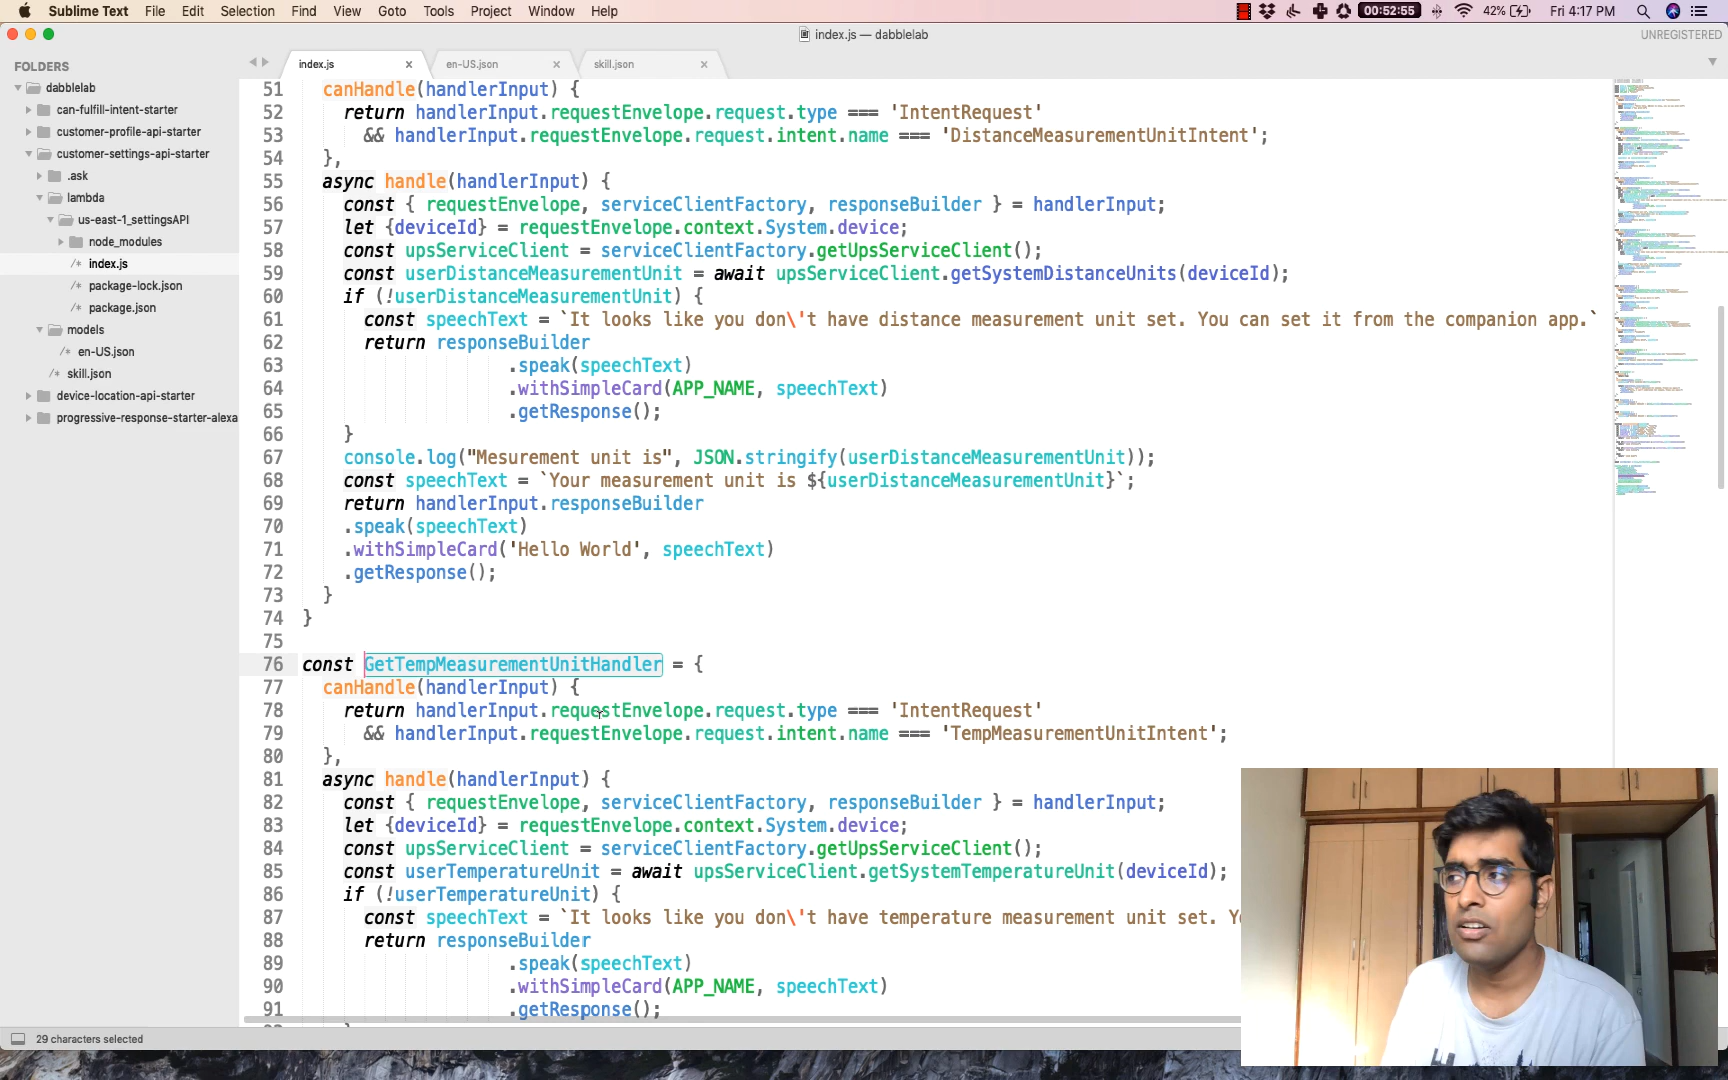 Sublime Text File Edit Selection Find View Goto Tools Project Window Help
00:52:55 42% Fri 4:17 PM
index.js — dabblelab
UNREGISTERED
FOLDERS
dabblelab
can-fulfill-intent-starter
customer-profile-api-starter
customer-settings-api-starter
.ask
lambda
us-east-1_settingsAPI
node_modules
/* index.js
/* package-lock.json
/* package.json
models
/* en-US.json
/* skill.json
device-location-api-starter
progressive-response-starter-alexa
index.js × en-US.json × skill.json ×
51 canHandle(handlerInput) {
52 return handlerInput.requestEnvelope.request.type === 'IntentRequest'
53 && handlerInput.requestEnvelope.request.intent.name === 'DistanceMeasurementUnitIntent';
54 },
55 async handle(handlerInput) {
56 const { requestEnvelope, serviceClientFactory, responseBuilder } = handlerInput;
57 let {deviceId} = requestEnvelope.context.System.device;
58 const upsServiceClient = serviceClientFactory.getUpsServiceClient();
59 const userDistanceMeasurementUnit = await upsServiceClient.getSystemDistanceUnits(deviceId);
60 if (!userDistanceMeasurementUnit) {
61 const speechText = `It looks like you don\'t have distance measurement unit set. You can set it from the companion app.`
62 return responseBuilder
63 .speak(speechText)
64 .withSimpleCard(APP_NAME, speechText)
65 .getResponse();
66 }
67 console.log("Mesurement unit is", JSON.stringify(userDistanceMeasurementUnit));
68 const speechText = `Your measurement unit is ${userDistanceMeasurementUnit}`;
69 return handlerInput.responseBuilder
70 .speak(speechText)
71 .withSimpleCard('Hello World', speechText)
72 .getResponse();
73 }
74 }
75
76 const GetTempMeasurementUnitHandler = {
77 canHandle(handlerInput) {
78 return handlerInput.requestEnvelope.request.type === 'IntentRequest'
79 && handlerInput.requestEnvelope.request.intent.name === 'TempMeasurementUnitIntent';
80 },
81 async handle(handlerInput) {
82 const { requestEnvelope, serviceClientFactory, responseBuilder } = handlerInput;
83 let {deviceId} = requestEnvelope.context.System.device;
84 const upsServiceClient = serviceClientFactory.getUpsServiceClient();
85 const userTemperatureUnit = await upsServiceClient.getSystemTemperatureUnit(deviceId);
86 if (!userTemperatureUnit) {
87 const speechText = `It looks like you don\'t have temperature measurement unit set.
88 return responseBuilder
89 .speak(speechText)
90 .withSimpleCard(APP_NAME, speechText)
91 .getResponse();
29 characters selected